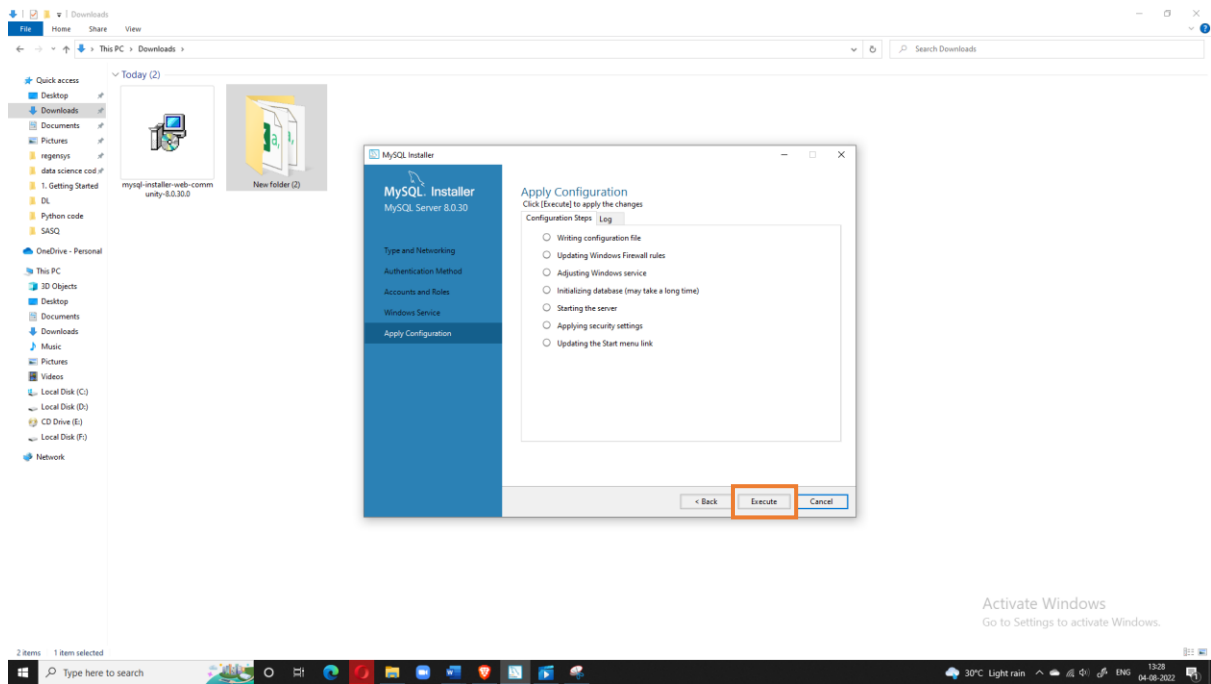 Downloads
File Home Share View
This PC › Downloads ›
Search Downloads
Quick access
Desktop
Downloads
Documents
Pictures
regensys
data science cod
1. Getting Started
DL
Python code
SASQ
OneDrive - Personal
This PC
3D Objects
Desktop
Documents
Downloads
Music
Pictures
Videos
Local Disk (C:)
Local Disk (D:)
CD Drive (E:)
Local Disk (F:)
Network
Today (2)
mysql-installer-web-comm
unity-8.0.30.0
New folder (2)
a,
MySQL Installer
MySQL. Installer
MySQL Server 8.0.30
Type and Networking
Authentication Method
Accounts and Roles
Windows Service
Apply Configuration
Apply Configuration
Click [Execute] to apply the changes
Configuration Steps Log
Writing configuration file
Updating Windows Firewall rules
Adjusting Windows service
Initializing database (may take a long time)
Starting the server
Applying security settings
Updating the Start menu link
< Back Execute Cancel
Activate Windows
Go to Settings to activate Windows.
2 items 1 item selected
Type here to search
30°C Light rain ENG
13:28
04-08-2022